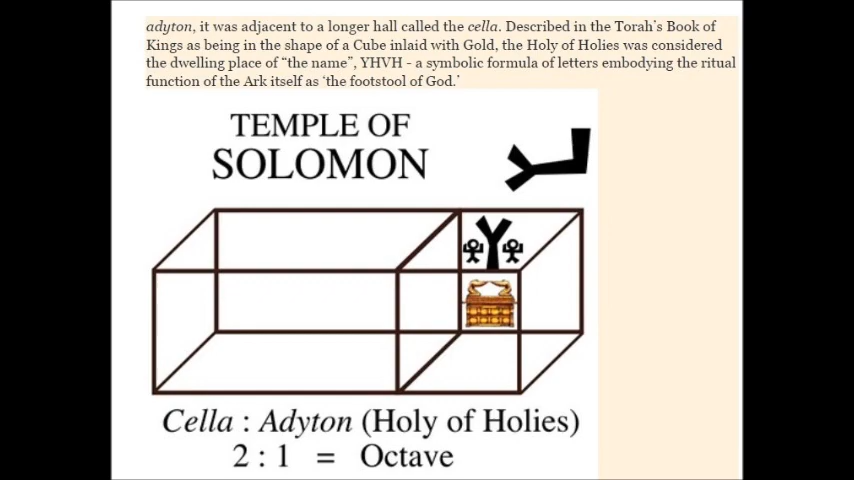 adyton, it was adjacent to a longer hall called the cella. Described in the Torah's Book of
Kings as being in the shape of a Cube inlaid with Gold, the Holy of Holies was considered
the dwelling place of “the name”, YHVH - a symbolic formula of letters embodying the ritual
function of the Ark itself as ‘the footstool of God.’
TEMPLE OF
SOLOMON
Cella : Adyton (Holy of Holies)
2 : 1 = Octave